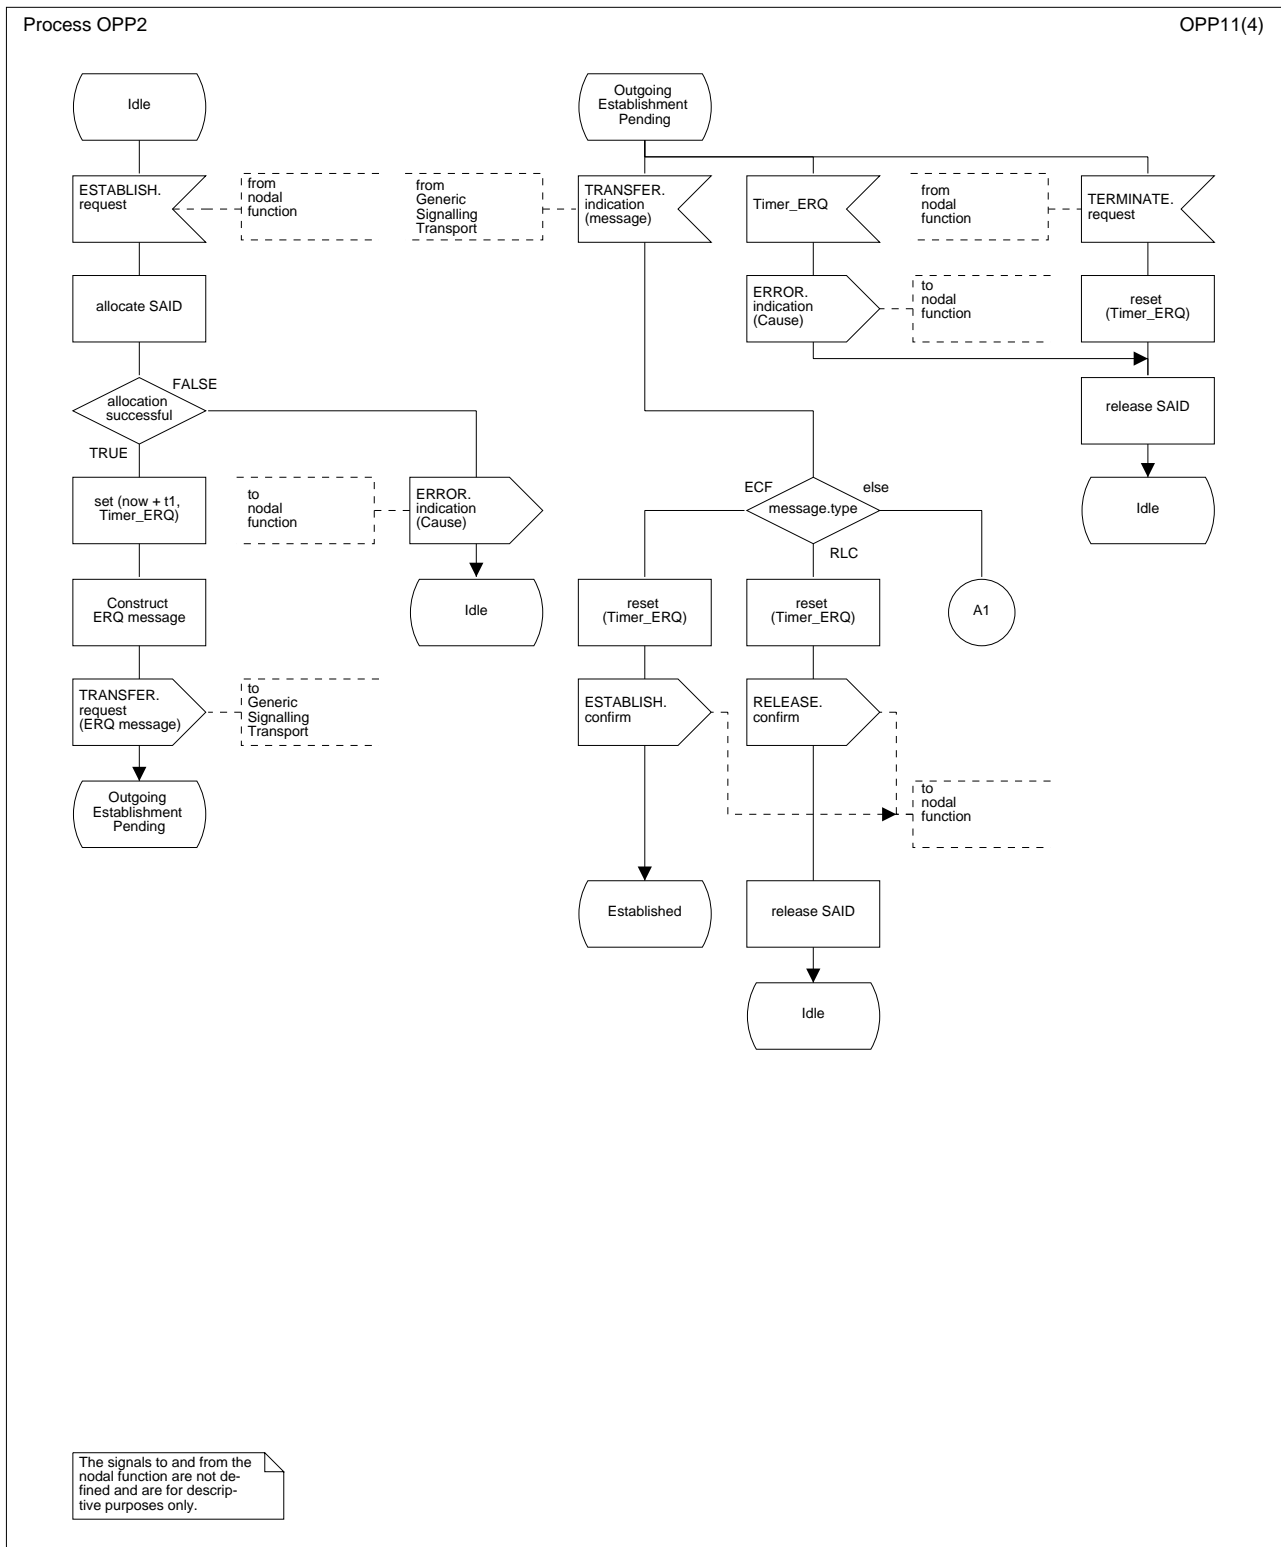 Process OPP2
OPP11(4)
Idle
Outgoing
Establishment
Pending
ESTABLISH.
request
from
nodal
function
from
Generic
Signalling
Transport
TRANSFER.
indication
(message)
Timer_ERQ
from
nodal
function
TERMINATE.
request
allocate SAID
ERROR.
indication
(Cause)
to
nodal
function
reset
(Timer_ERQ)
allocation
successful
FALSE
TRUE
release SAID
set (now + t1,
Timer_ERQ)
to
nodal
function
ERROR.
indication
(Cause)
ECF
message.type
else
RLC
Idle
Construct
ERQ message
Idle
reset
(Timer_ERQ)
reset
(Timer_ERQ)
A1
TRANSFER.
request
(ERQ message)
to
Generic
Signalling
Transport
ESTABLISH.
confirm
RELEASE.
confirm
Outgoing
Establishment
Pending
to
nodal
function
Established
release SAID
Idle
The signals to and from the
nodal function are not de-
fined and are for descrip-
tive purposes only.